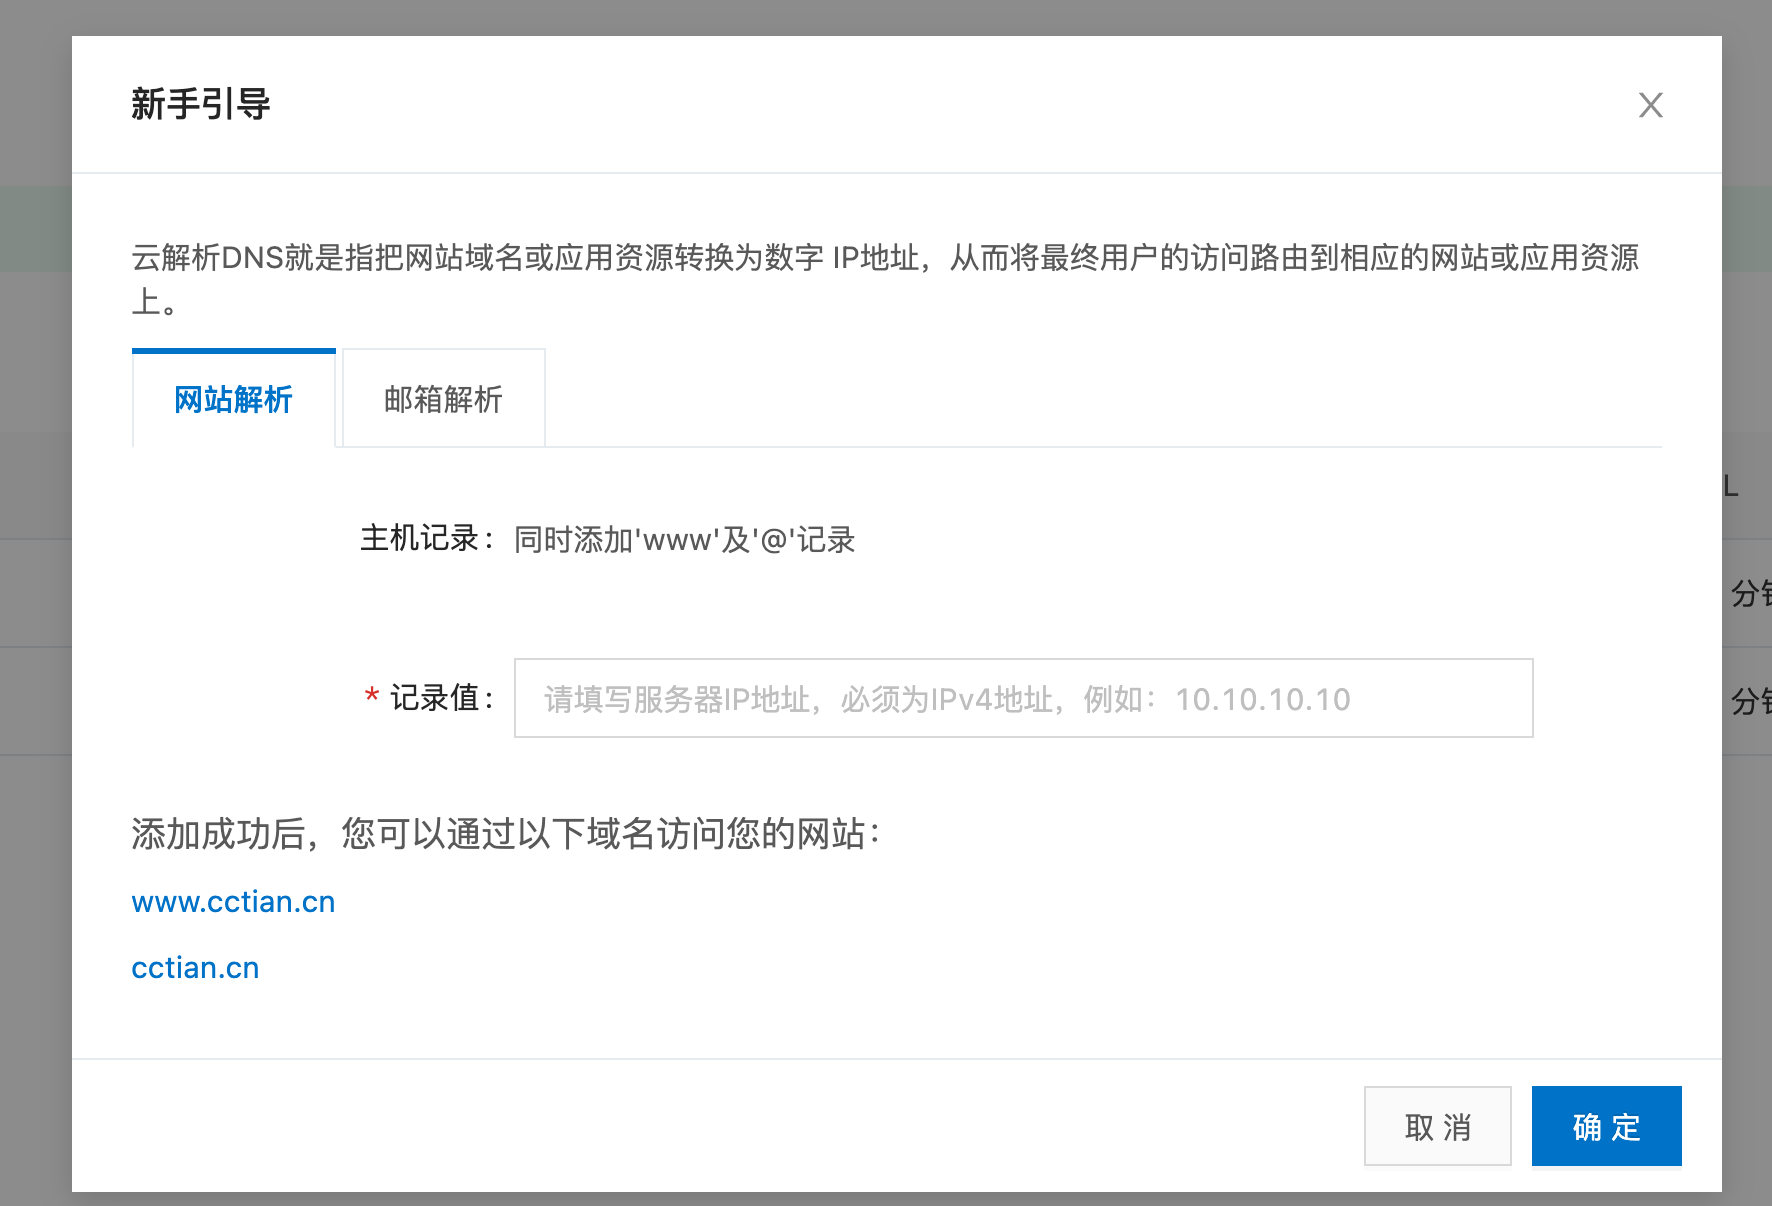 新手引导
云解析DNS就是指把网站域名或应用资源转换为数字 IP地址，从而将最终用户的访问路由到相应的网站或应用资源
上。
网站解析 邮箱解析
主机记录： 同时添加'www'及'@'记录
* 记录值： 请填写服务器IP地址，必须为IPv4地址，例如：10.10.10.10
添加成功后，您可以通过以下域名访问您的网站：
www.cctian.cn
cctian.cn
取 消 确 定
L
分
分